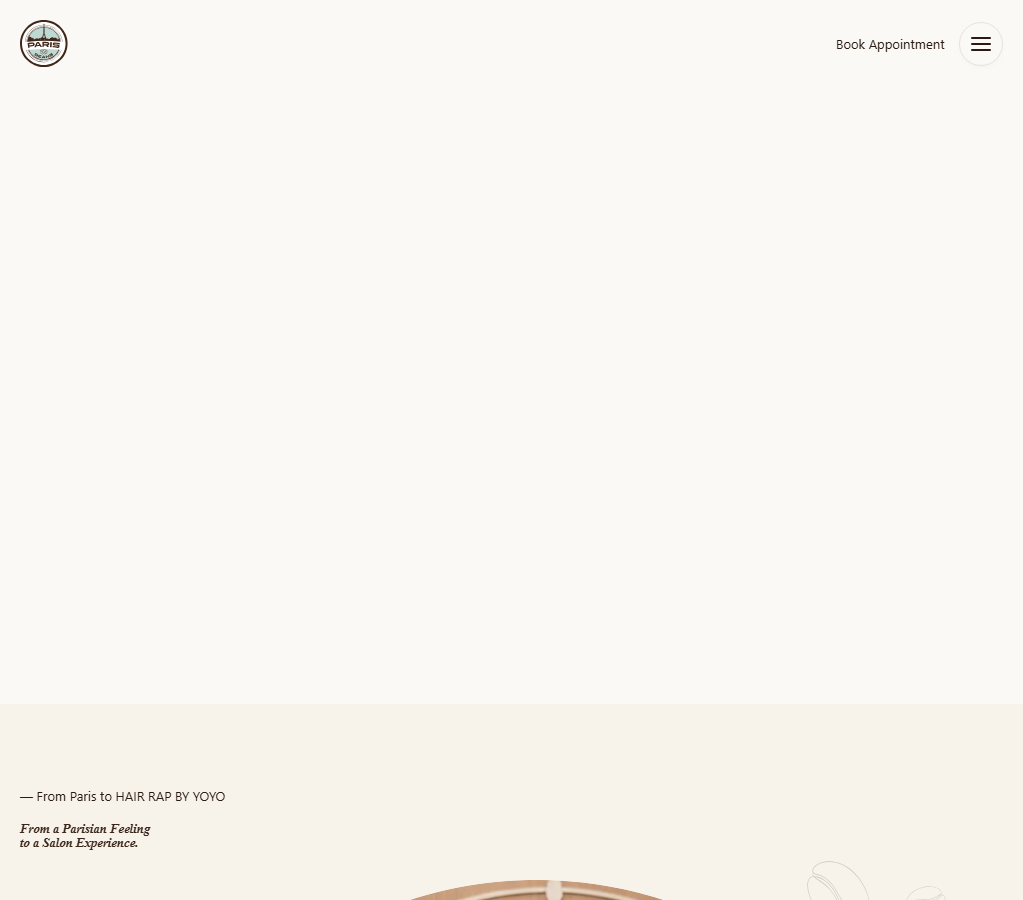 PARIS
Book Appointment
— From Paris to HAIR RAP BY YOYO
From a Parisian Feeling
to a Salon Experience.